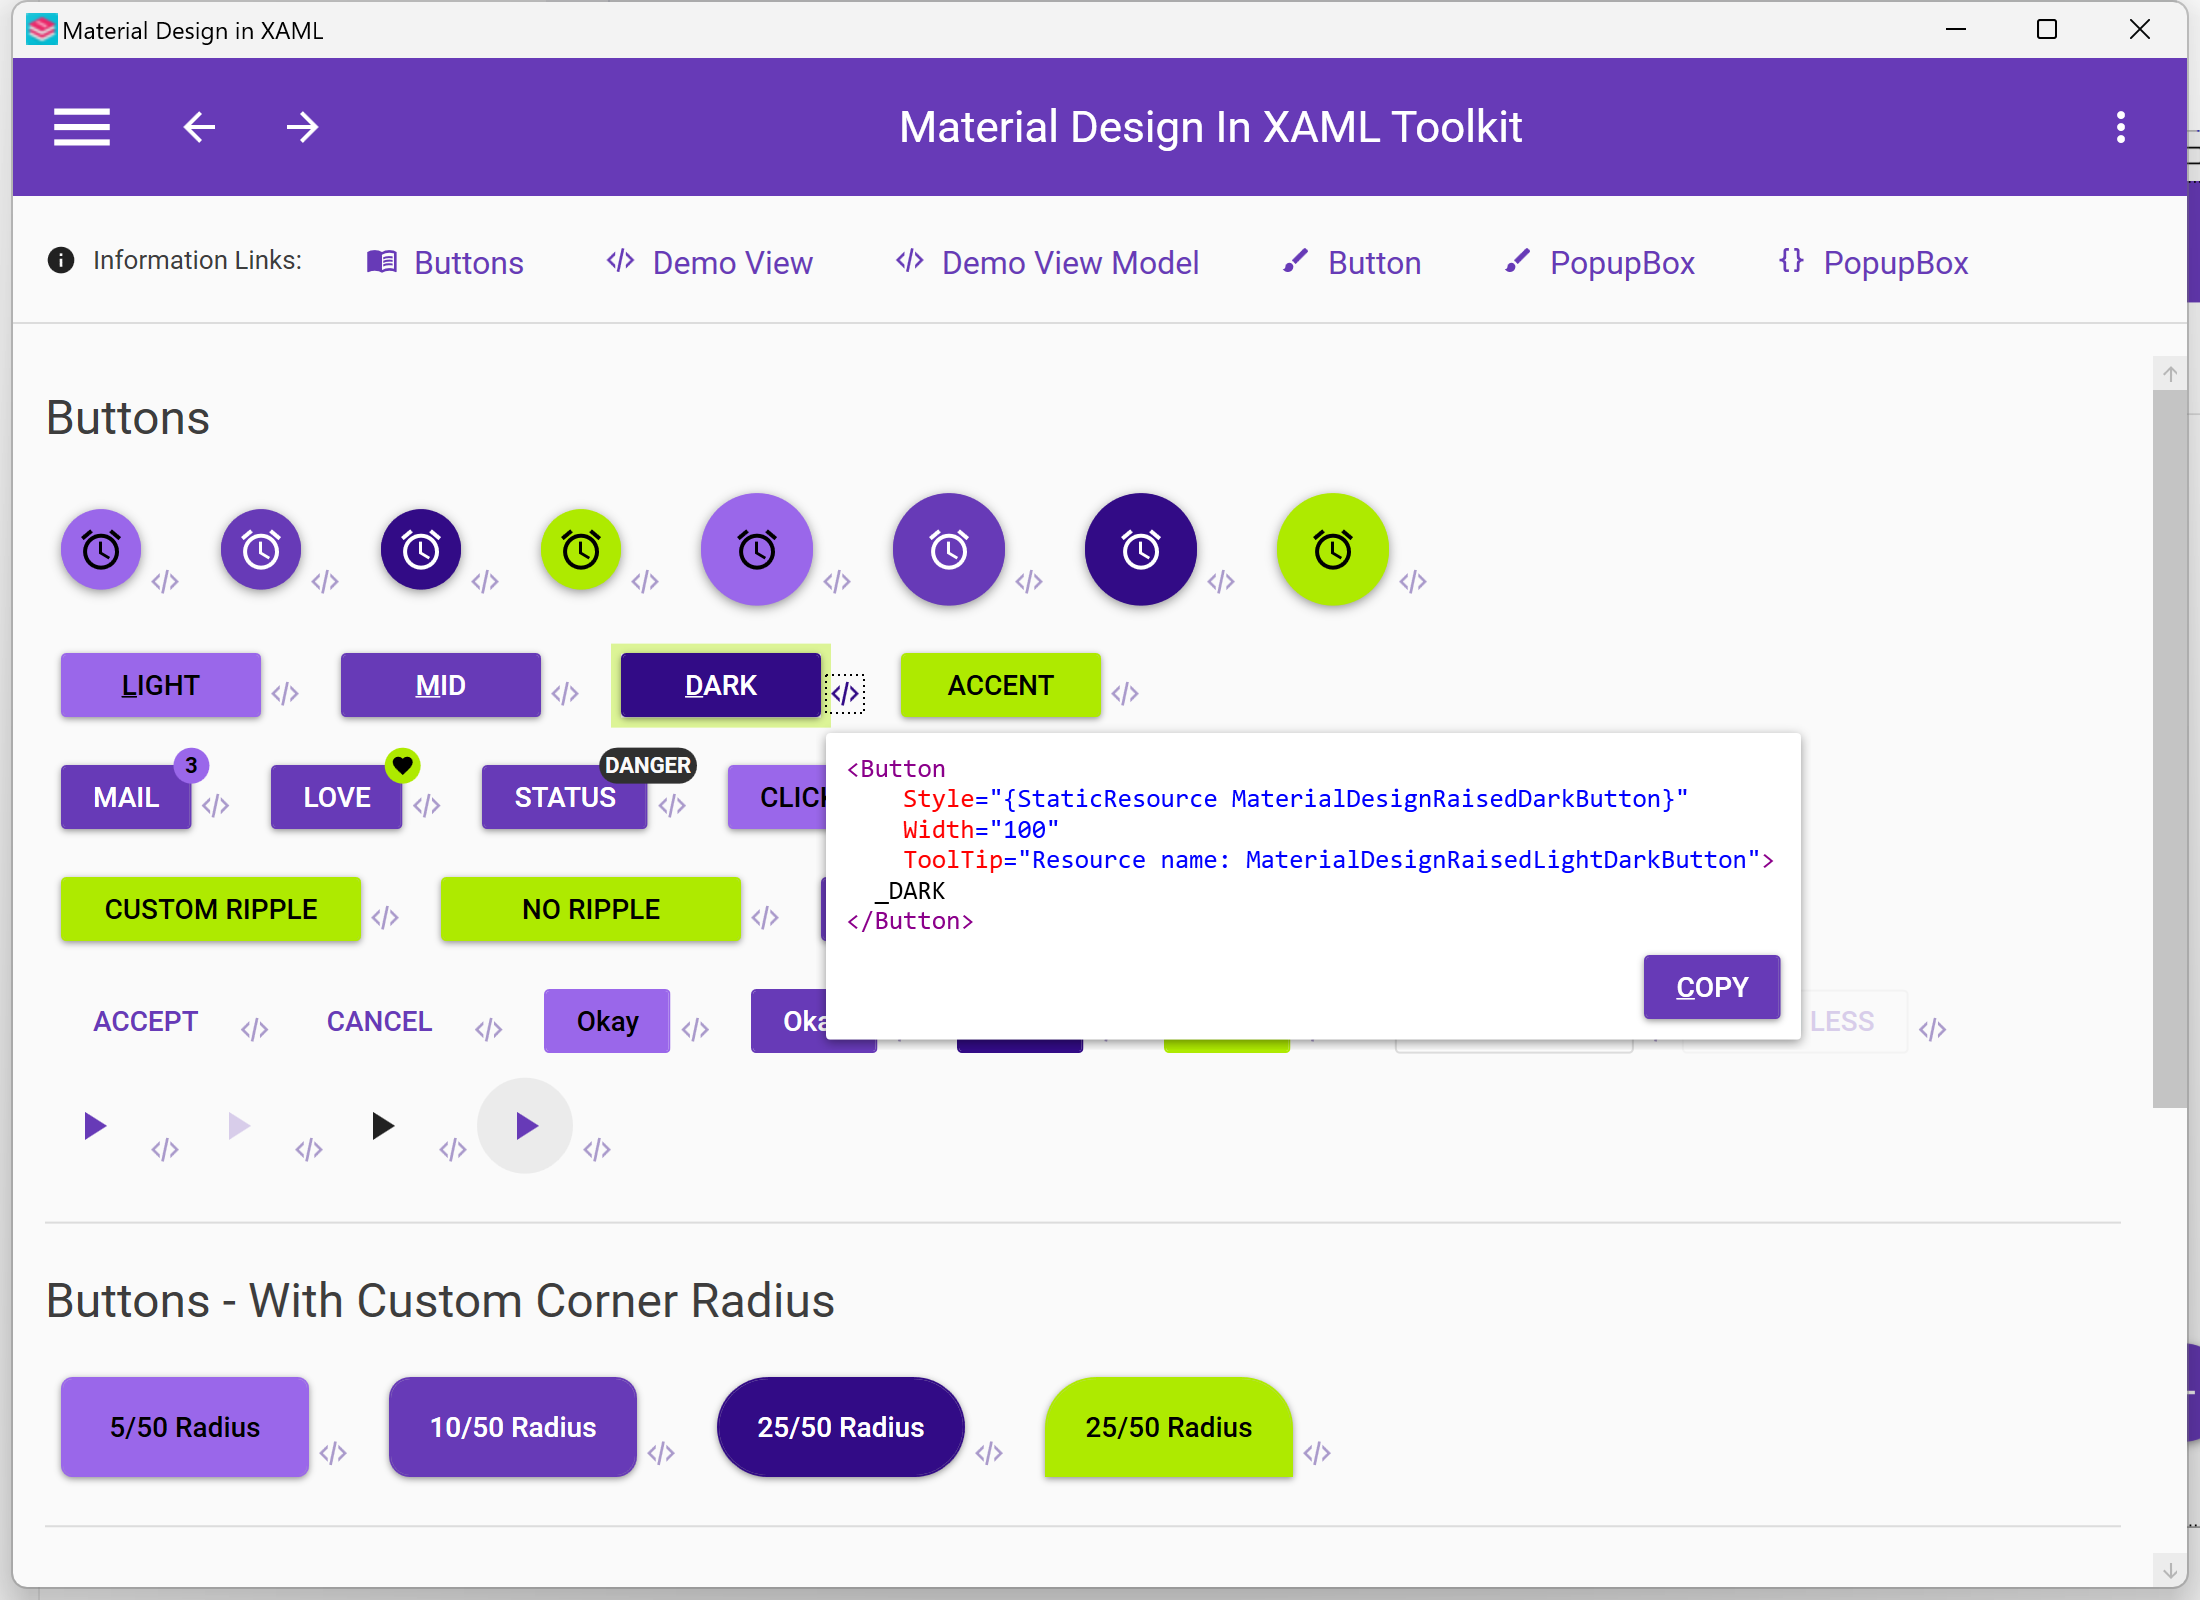 Material Design in XAML
Material Design In XAML Toolkit
Information Links: Buttons Demo View Demo View Model Button PopupBox PopupBox
Buttons
LIGHT MID DARK ACCENT
MAIL 3 LOVE STATUS DANGER
<Button
Style="{StaticResource MaterialDesignRaisedDarkButton}"
Width="100"
ToolTip="Resource name: MaterialDesignRaisedLightDarkButton">
_DARK
</Button>
COPY
CUSTOM RIPPLE NO RIPPLE
ACCEPT CANCEL Okay LESS
Buttons - With Custom Corner Radius
5/50 Radius 10/50 Radius 25/50 Radius 25/50 Radius